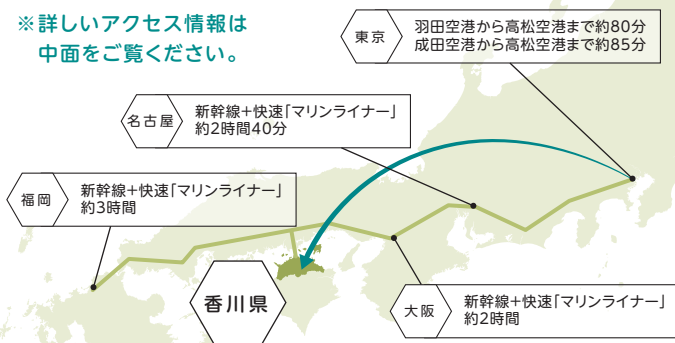 ※詳しいアクセス情報は
中面をご覧ください。
東京
羽田空港から高松空港まで約80分
成田空港から高松空港まで約85分
名古屋
新幹線+快速「マリンライナー」
約2時間40分
福岡
新幹線+快速「マリンライナー」
約3時間
香川県
大阪
新幹線+快速「マリンライナー」
約2時間